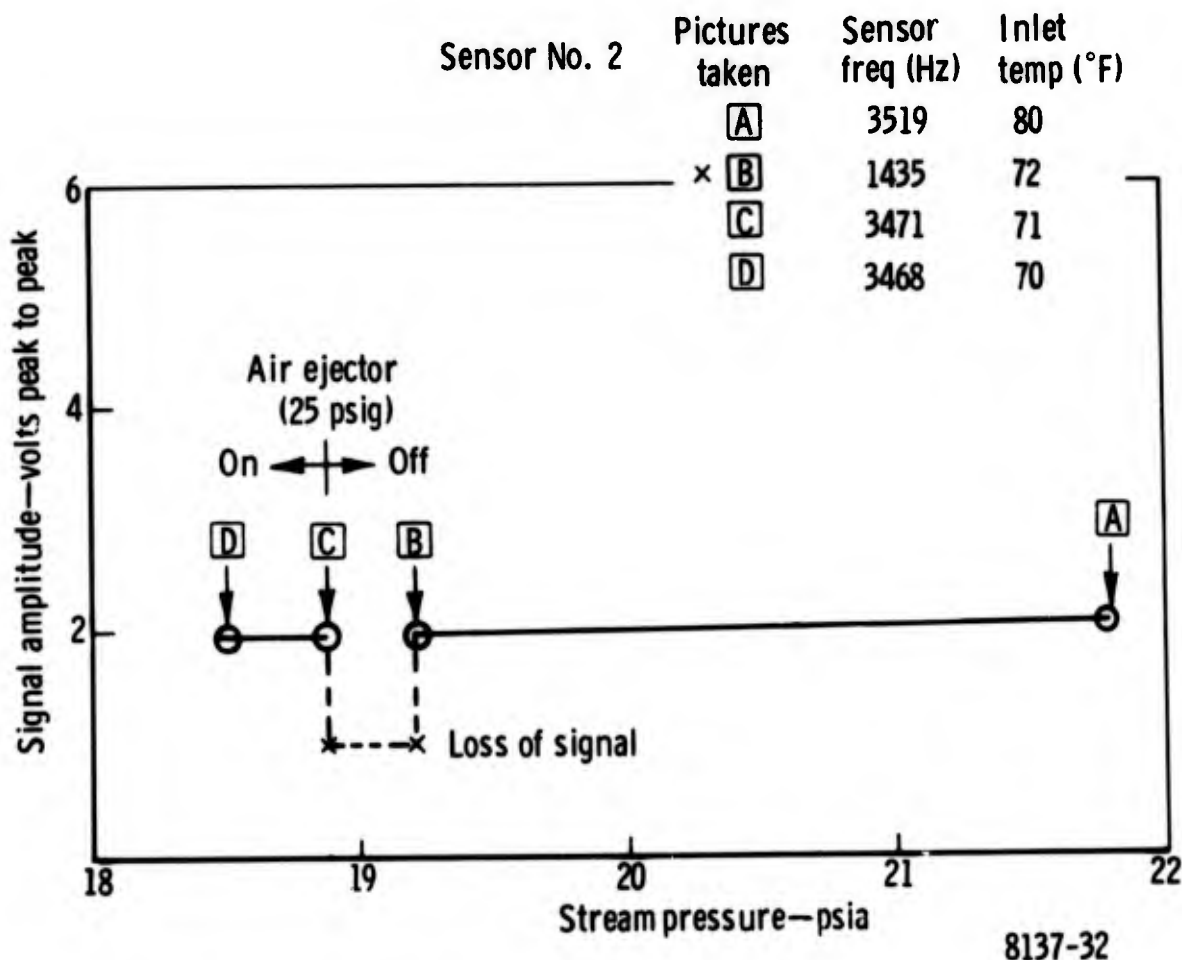 Sensor No. 2
Pictures taken
Sensor freq (Hz)
Inlet temp (°F)
A 3519 80
× B 1435 72
C 3471 71
D 3468 70
6
4
2
Signal amplitude—volts peak to peak
Air ejector
(25 psig)
On Off
D C B A
Loss of signal
18 19 20 21 22
Stream pressure—psia
8137-32